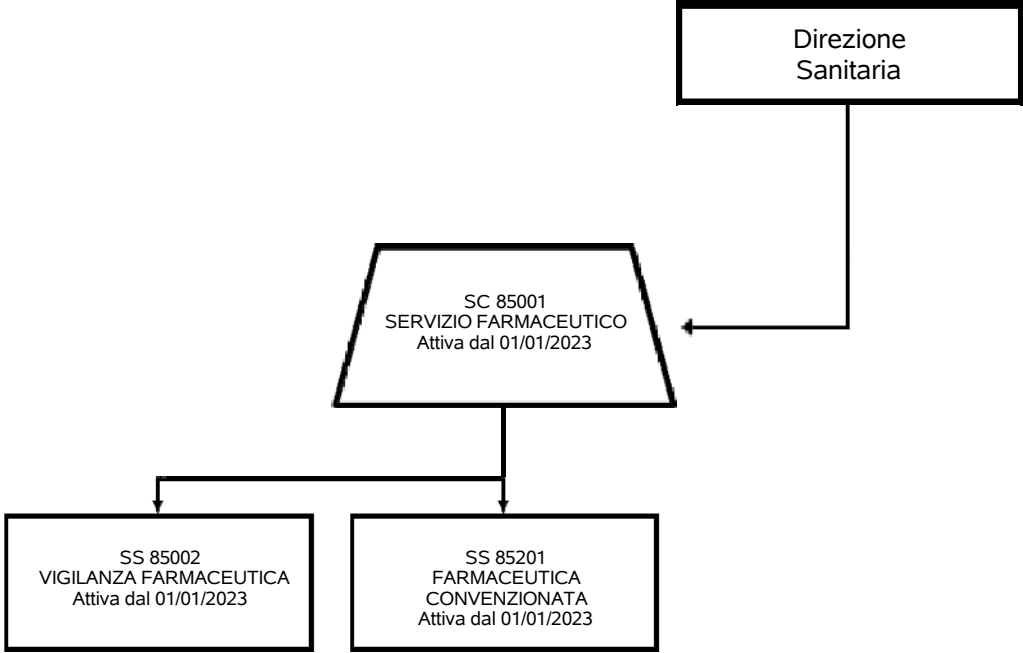 Direzione
Sanitaria
SC 85001
SERVIZIO FARMACEUTICO
Attiva dal 01/01/2023
SS 85002
VIGILANZA FARMACEUTICA
Attiva dal 01/01/2023
SS 85201
FARMACEUTICA
CONVENZIONATA
Attiva dal 01/01/2023